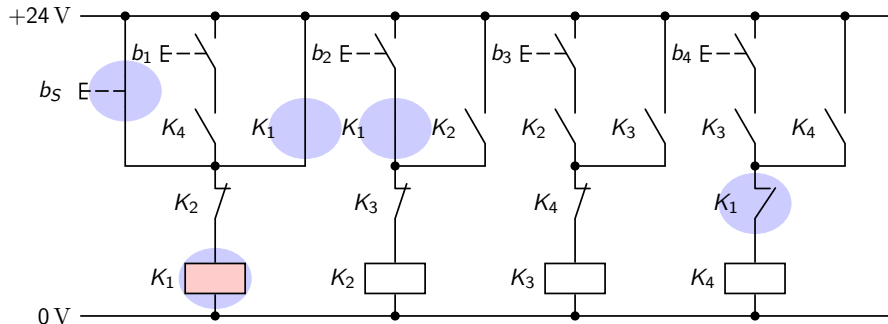 +24 V
b1 b2 b3 b4
bS
K4 K1 K1 K2 K2 K3 K3 K4
K2 K3 K4 K1
K1 K2 K3 K4
0 V